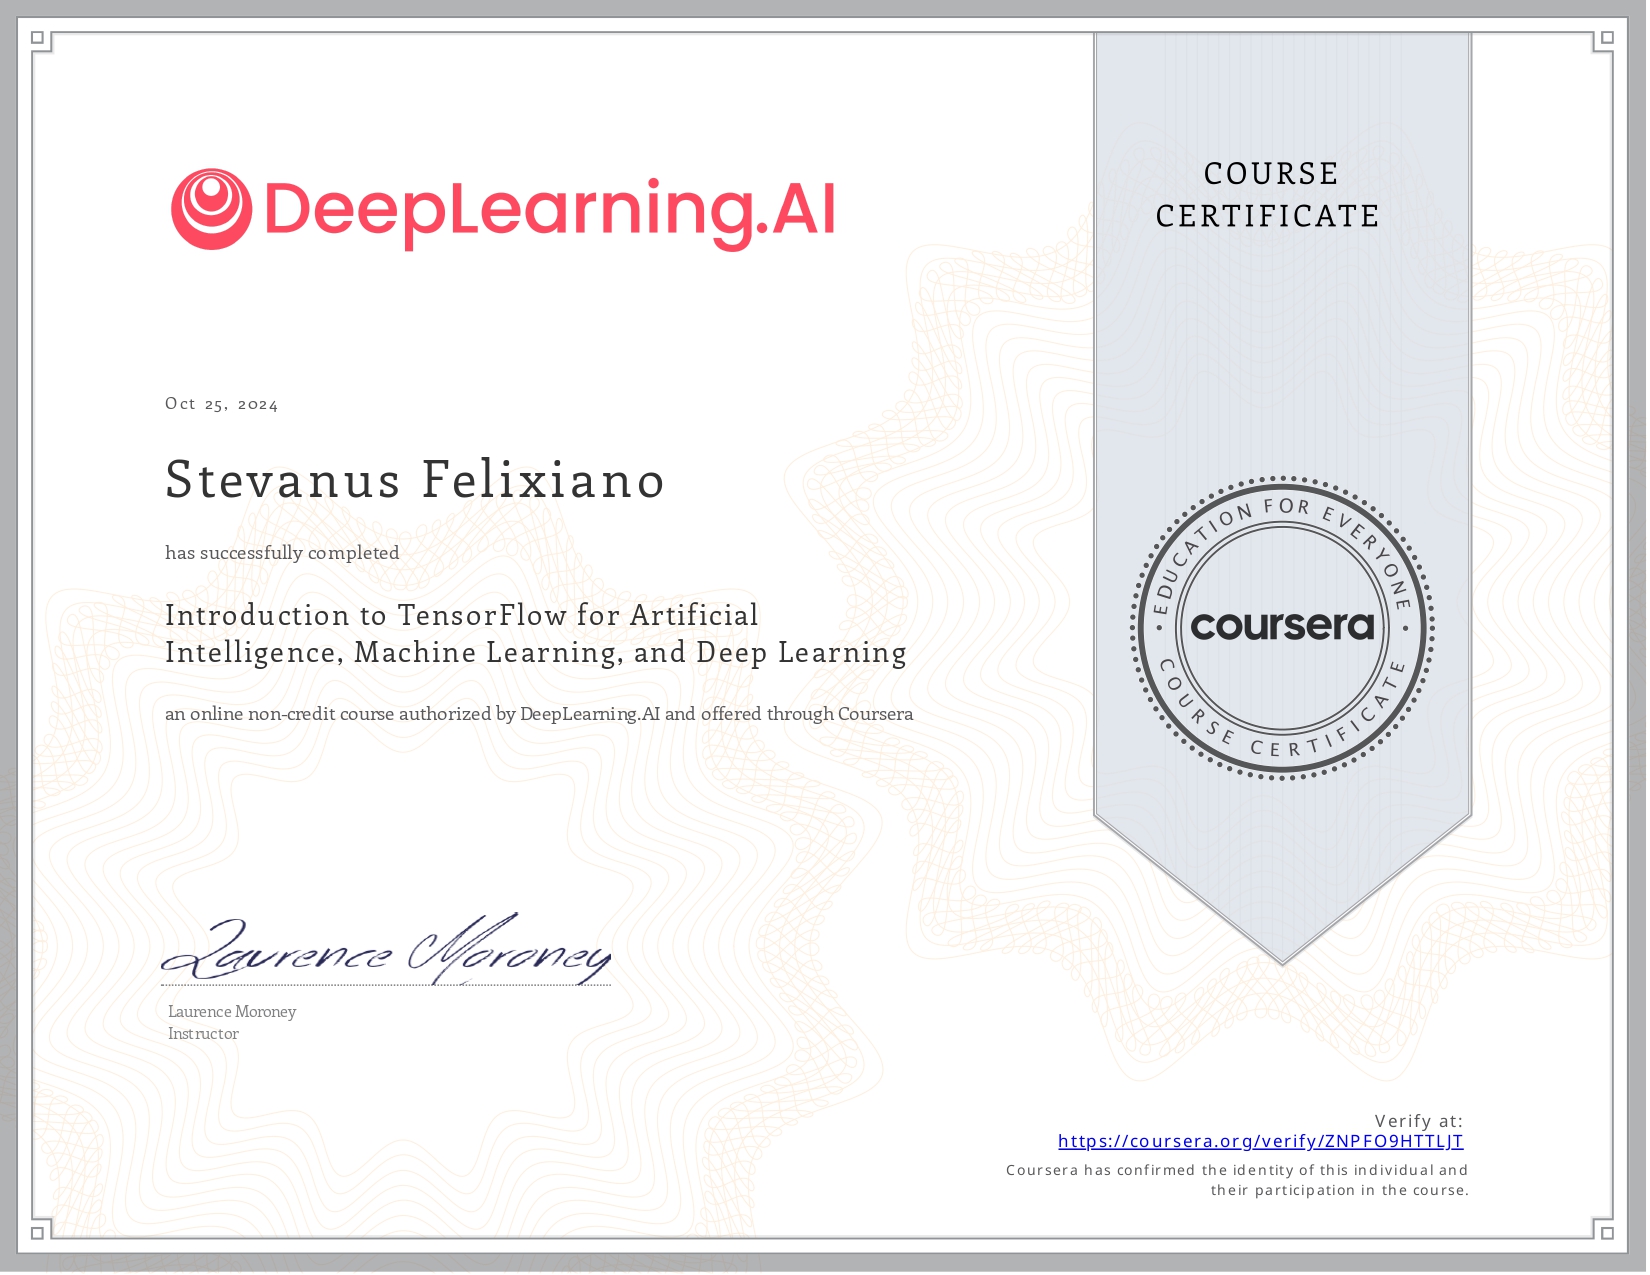 DeepLearning.AI
COURSE
CERTIFICATE
Oct 25, 2024
Stevanus Felixiano
has successfully completed
Introduction to TensorFlow for Artificial
Intelligence, Machine Learning, and Deep Learning
an online non-credit course authorized by DeepLearning.AI and offered through Coursera
EDUCATION FOR EVERYONE
coursera
COURSE CERTIFICATE
Laurence Moroney
Laurence Moroney
Instructor
Verify at:
https://coursera.org/verify/ZNPFO9HTTLJT
Coursera has confirmed the identity of this individual and
their participation in the course.